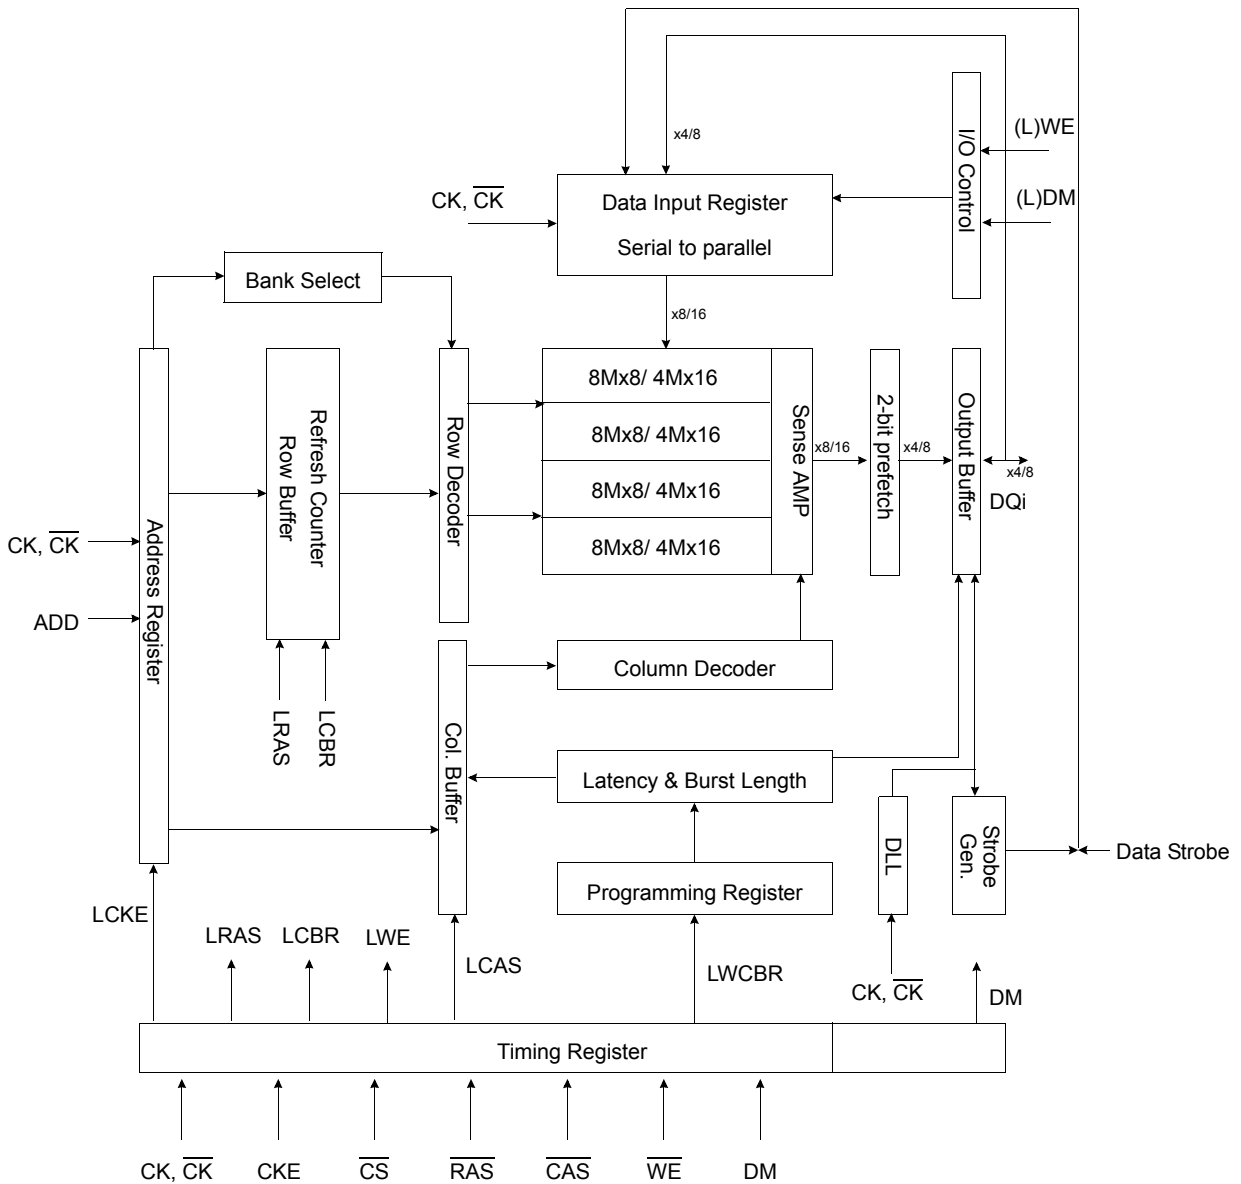 x4/8
I/O Control
(L)WE
(L)DM
CK, CK
Data Input Register
Serial to parallel
Bank Select
x8/16
Address Register
Refresh Counter
Row Buffer
Row Decoder
8Mx8/ 4Mx16
8Mx8/ 4Mx16
8Mx8/ 4Mx16
8Mx8/ 4Mx16
Sense AMP
x8/16
2-bit prefetch
x4/8
Output Buffer
x4/8
DQi
CK, CK
ADD
LRAS
LCBR
Col. Buffer
Column Decoder
Latency & Burst Length
Programming Register
DLL
Strobe
Gen.
Data Strobe
LCKE
LRAS
LCBR
LWE
LCAS
LWCBR
CK, CK
DM
Timing Register
CK, CK
CKE
CS
RAS
CAS
WE
DM